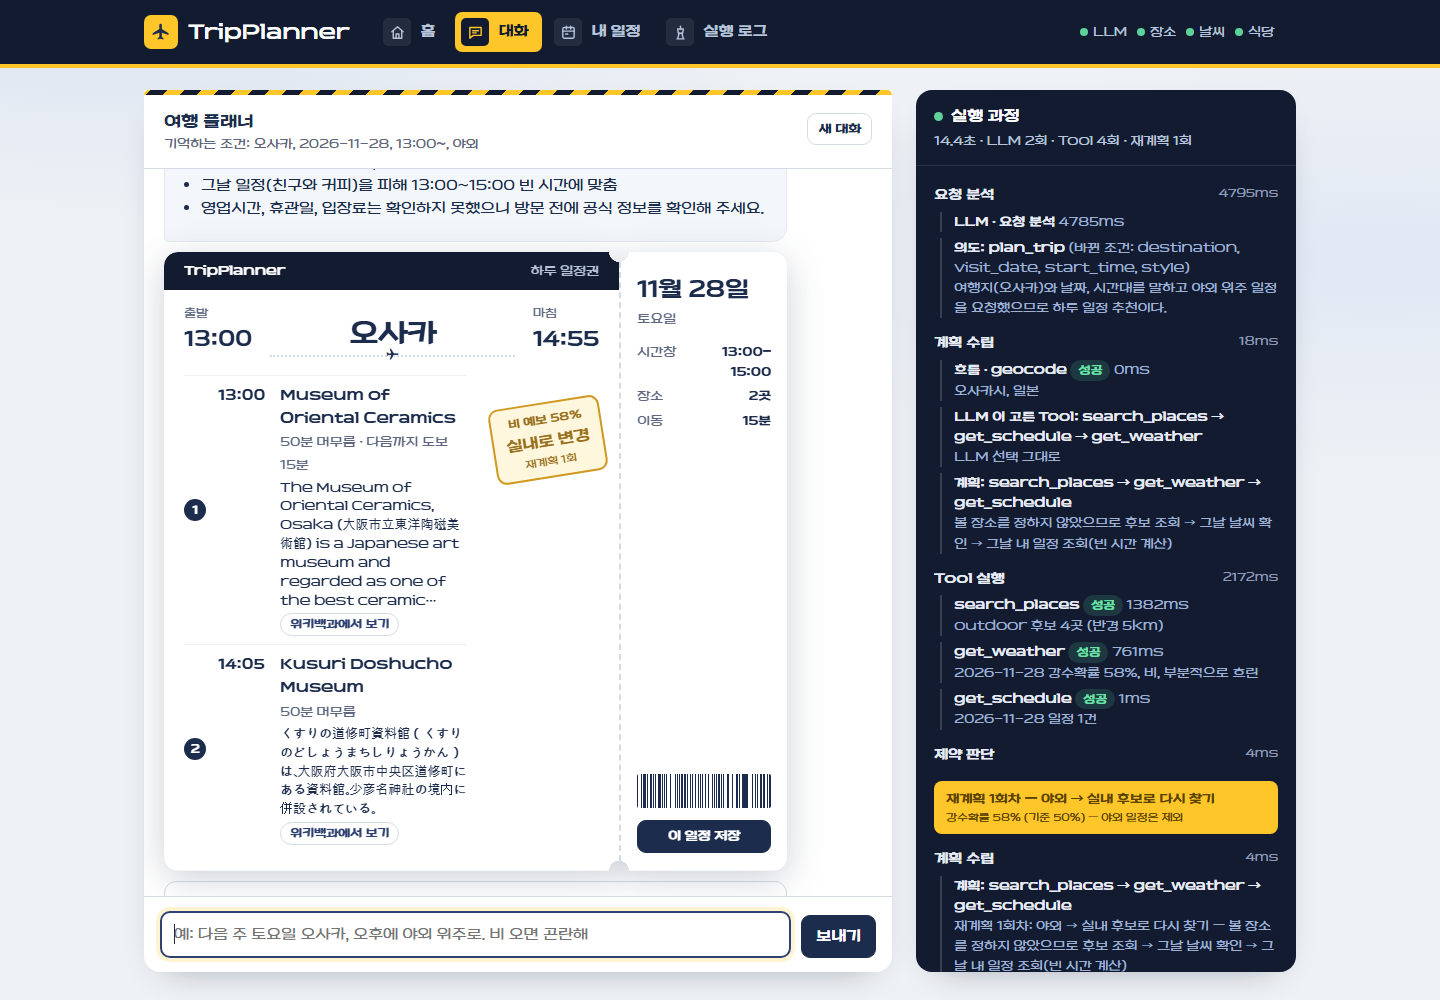 TripPlanner
홈
대화
내 일정
실행 로그
LLM
장소
날씨
식당
여행 플래너
기억하는 조건: 오사카, 2026-11-28, 13:00~, 야외
새 대화
그날 일정(친구와 커피)을 피해 13:00~15:00 빈 시간에 맞춤
영업시간, 휴관일, 입장료는 확인하지 못했으니 방문 전에 공식 정보를 확인해 주세요.
TripPlanner
하루 일정권
출발
13:00
오사카
마침
14:55
1
13:00
Museum of
Oriental Ceramics
50분 머무름 · 다음까지 도보
15분
The Museum of
Oriental Ceramics,
Osaka (大阪市立東洋陶磁美
術館) is a Japanese art
museum and
regarded as one of
the best ceramic…
위키백과에서 보기
비 예보 58%
실내로 변경
재계획 1회
2
14:05
Kusuri Doshucho
Museum
50분 머무름
くすりの道修町資料館 ( くすり
のどしょうまちしりょうかん )
は、大阪府大阪市中央区道修町に
ある資料館。少彦名神社の境内に
併設されている。
위키백과에서 보기
11월 28일
토요일
시간창
13:00–
15:00
장소
2곳
이동
15분
이 일정 저장
예: 다음 주 토요일 오사카, 오후에 야외 위주로. 비 오면 곤란해
보내기
실행 과정
14.4초 · LLM 2회 · Tool 4회 · 재계획 1회
요청 분석
4795ms
LLM · 요청 분석 4785ms
의도: plan_trip (바뀐 조건: destination,
visit_date, start_time, style)
여행지(오사카)와 날짜, 시간대를 말하고 야외 위주 일정
을 요청했으므로 하루 일정 추천이다.
계획 수립
18ms
흐름 · geocode 성공 0ms
오사카시, 일본
LLM 이 고른 Tool: search_places →
get_schedule → get_weather
LLM 선택 그대로
계획: search_places → get_weather →
get_schedule
볼 장소를 정하지 않았으므로 후보 조회 → 그날 날씨 확
인 → 그날 내 일정 조회(빈 시간 계산)
Tool 실행
2172ms
search_places 성공 1382ms
outdoor 후보 4곳 (반경 5km)
get_weather 성공 761ms
2026-11-28 강수확률 58%, 비, 부분적으로 흐린
get_schedule 성공 1ms
2026-11-28 일정 1건
제약 판단
4ms
재계획 1회차 — 야외 → 실내 후보로 다시 찾기
강수확률 58% (기준 50%) — 야외 일정은 제외
계획 수립
4ms
계획: search_places → get_weather →
get_schedule
재계획 1회차: 야외 → 실내 후보로 다시 찾기 — 볼 장소
를 정하지 않았으므로 후보 조회 → 그날 날씨 확인 → 그
날 내 일정 조회(빈 시간 계산)